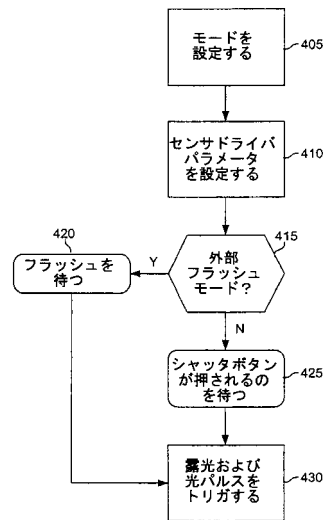 モードを
設定する
405
センサドライバ
パラメータ
を設定する
410
外部
フラッシュ
モード?
415
Y
N
420
フラッシュを
待つ
シャッタボタン
が押されるの
を待つ
425
露光および
光パルスを
トリガする
430